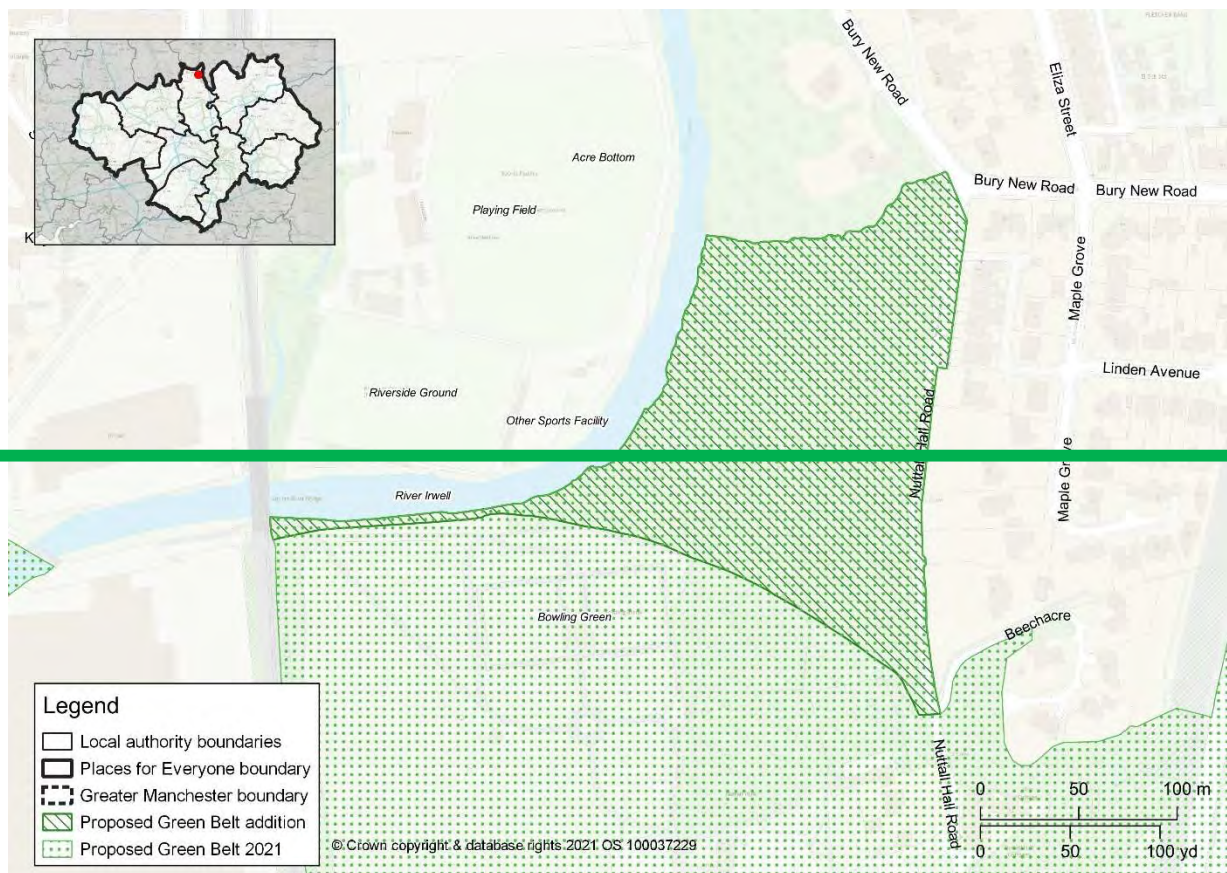 Bury New Road
Eliza Street
Acre Bottom
Playing Field
Bury New Road
Bury New Road
K
Maple Grove
Linden Avenue
Riverside Ground
Other Sports Facility
Nuttall Hall Road
River Irwell
Maple Grove
Bowling Green
Beechacre
Nuttall Hall Road
Legend
Local authority boundaries
Places for Everyone boundary
Greater Manchester boundary
Proposed Green Belt addition
Proposed Green Belt 2021
© Crown copyright & database rights 2021 OS 100037229
0 50 100 m
0 50 100 yd